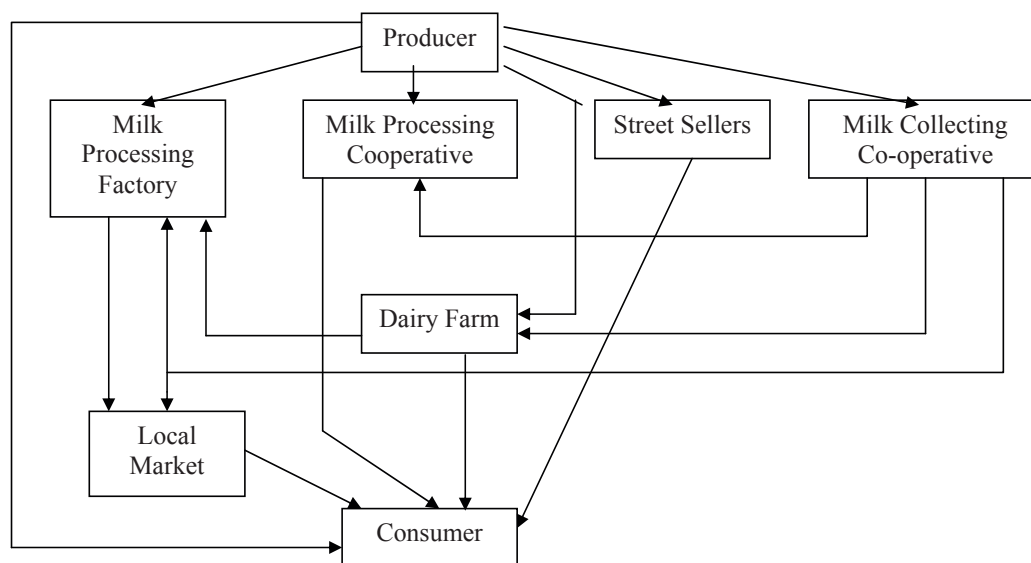 Producer
Milk
Processing
Factory
Milk Processing
Cooperative
Street Sellers
Milk Collecting
Co-operative
Dairy Farm
Local
Market
Consumer